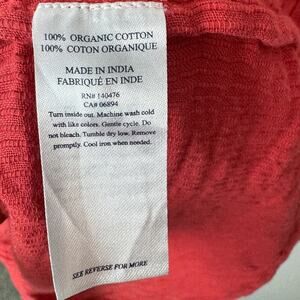 100% ORGANIC COTTON
100% COTON ORGANIQUE
MADE IN INDIA
FABRIQUÉ EN INDE
RN# 140476
CA# 06894
Turn inside out. Machine wash cold
with like colors. Gentle cycle. Do
not bleach. Tumble dry low. Remove
promptly. Cool iron when needed.
SEE REVERSE FOR MORE